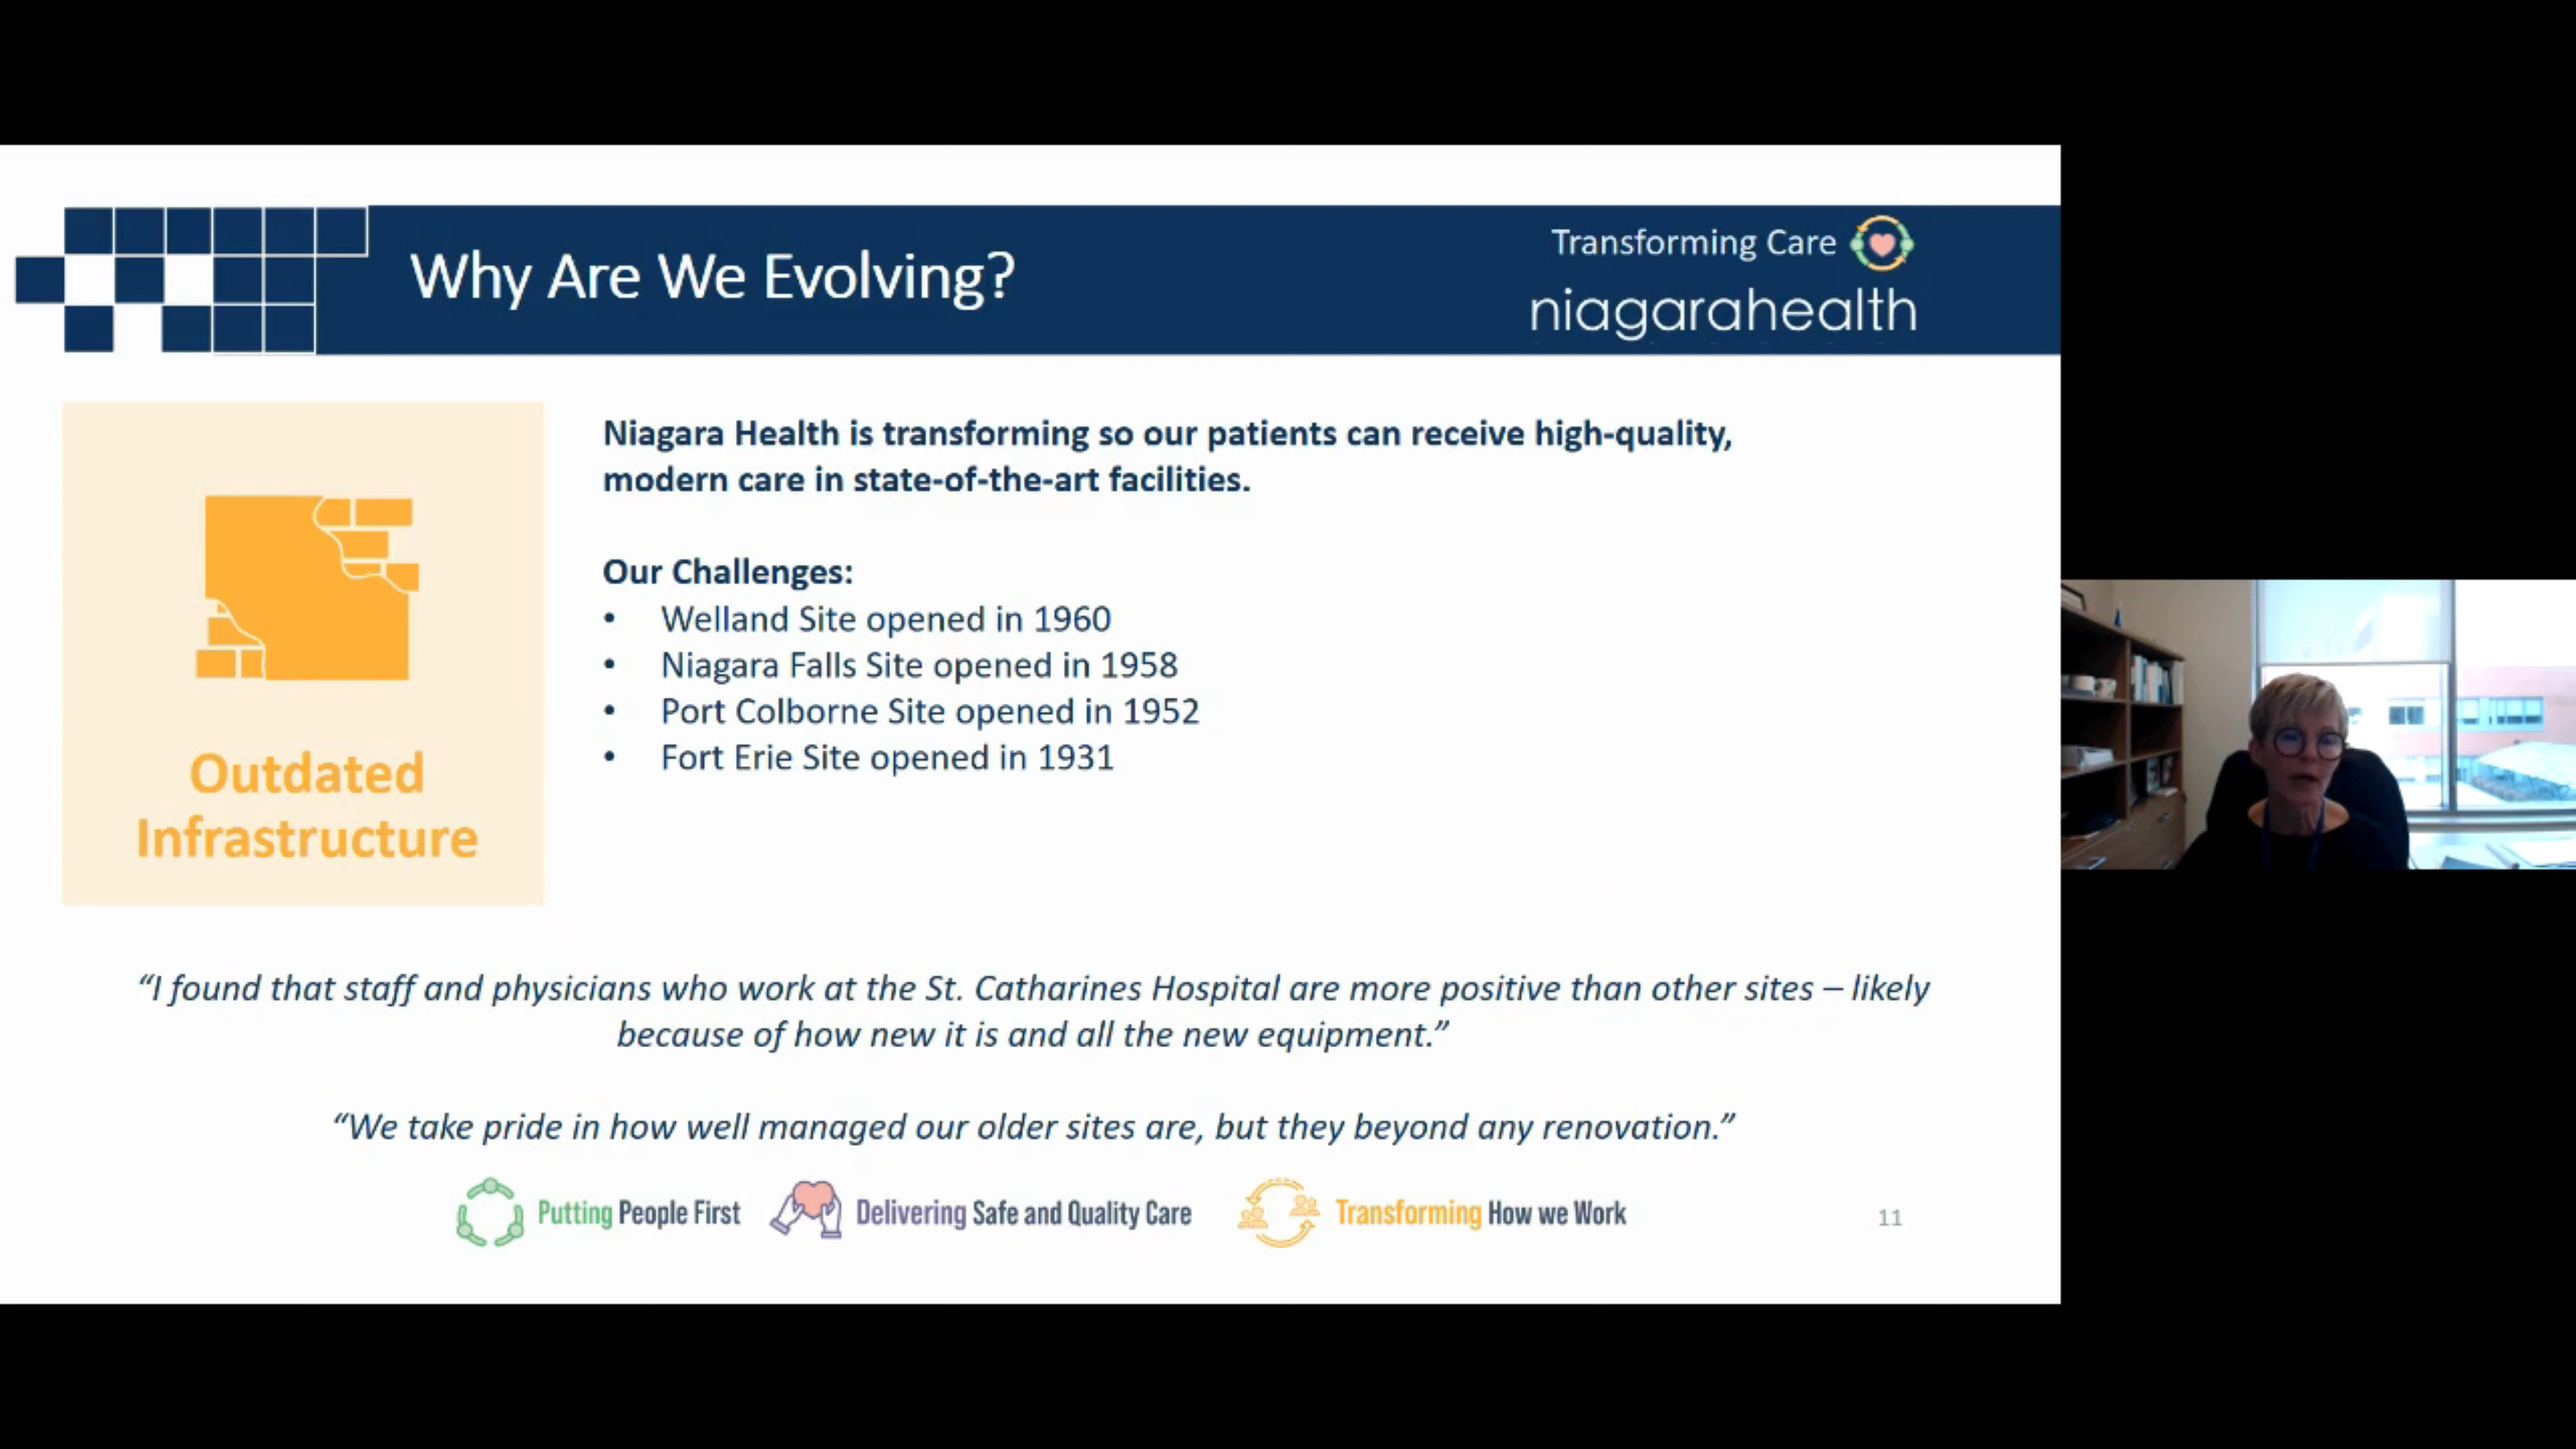 Why Are We Evolving?
Transforming Care
niagarahealth
Outdated
Infrastructure
Niagara Health is transforming so our patients can receive high-quality,
modern care in state-of-the-art facilities.
Our Challenges:
• Welland Site opened in 1960
• Niagara Falls Site opened in 1958
• Port Colborne Site opened in 1952
• Fort Erie Site opened in 1931
“I found that staff and physicians who work at the St. Catharines Hospital are more positive than other sites – likely
because of how new it is and all the new equipment.”
“We take pride in how well managed our older sites are, but they beyond any renovation.”
Putting People First
Delivering Safe and Quality Care
Transforming How we Work
11